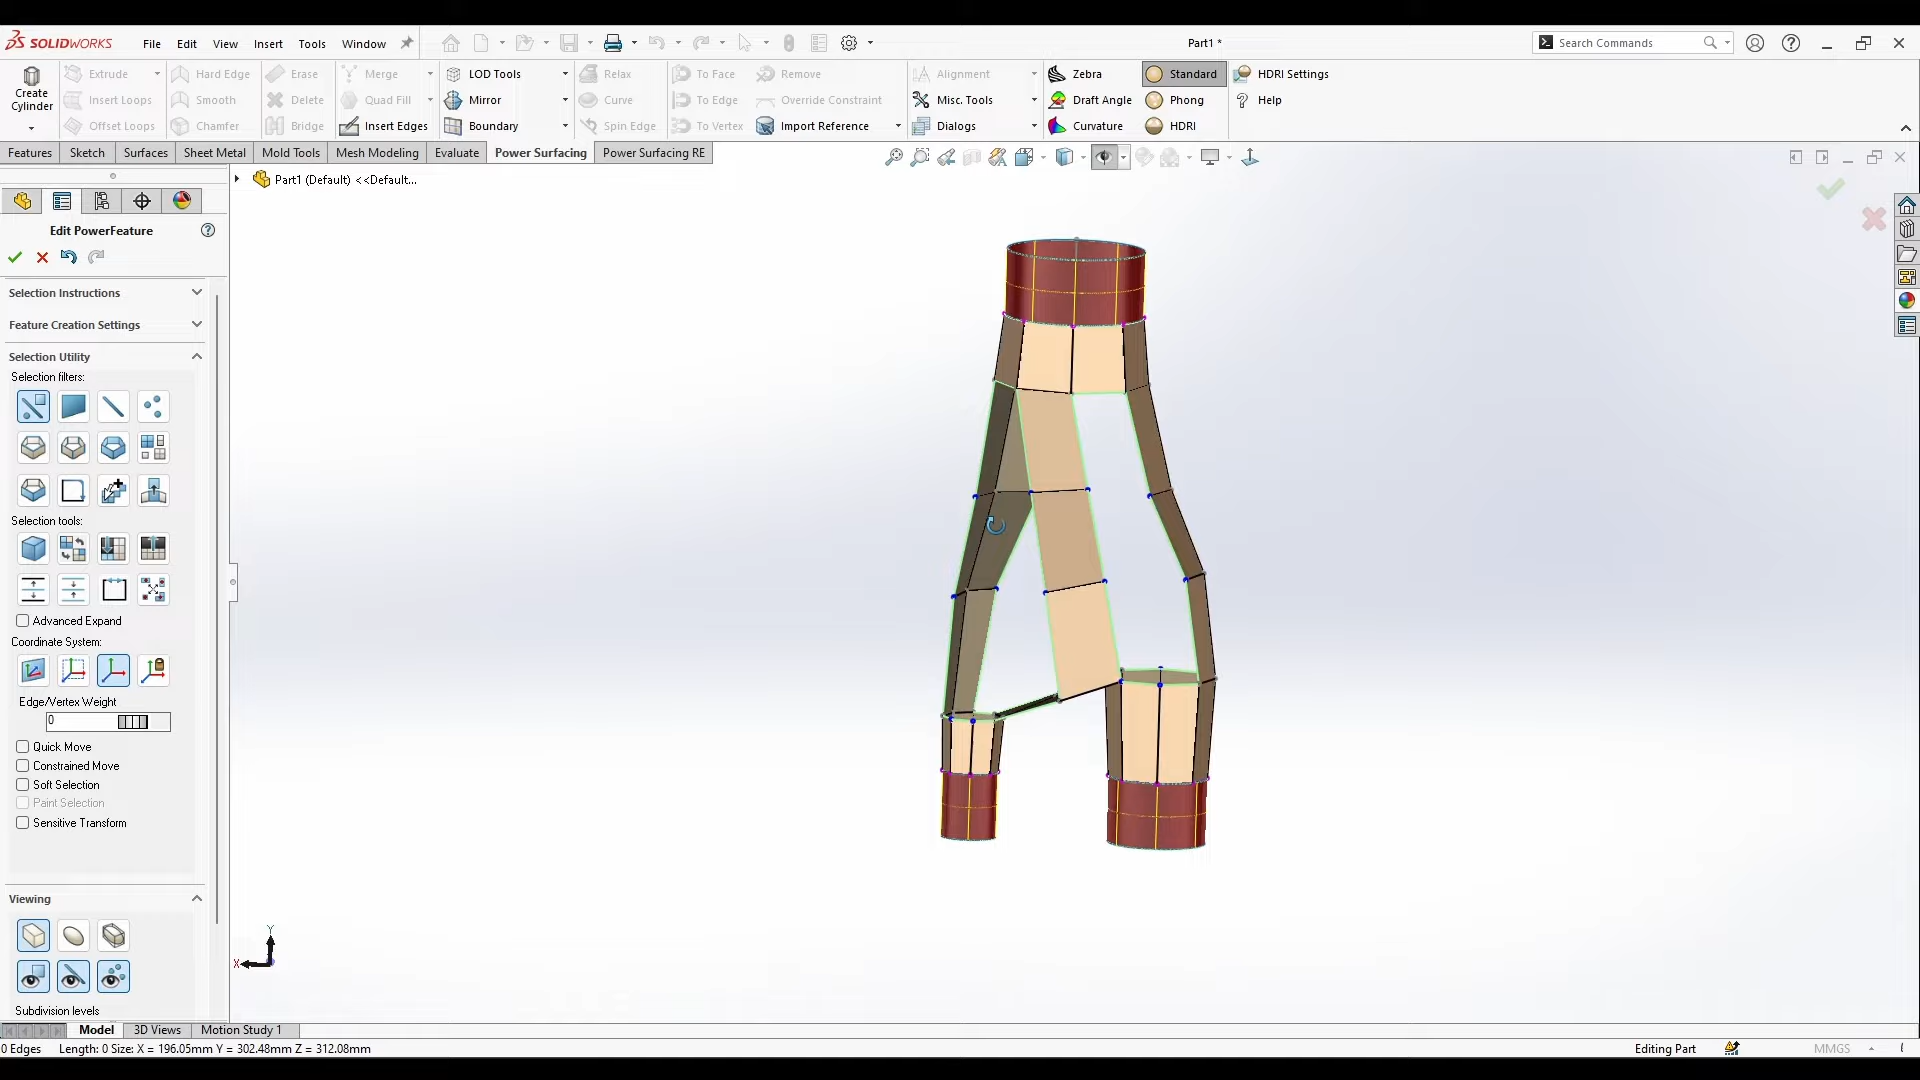 SOLIDWORKS File Edit View Insert Tools Window Part1 * Search Commands
Extrude Hard Edge Erase Merge LOD Tools Relax To Face Remove Alignment Zebra Standard HDRI Settings
Create Cylinder Insert Loops Smooth Delete Quad Fill Mirror Curve To Edge Override Constraint Misc. Tools Draft Angle Phong Help
Offset Loops Chamfer Bridge Insert Edges Boundary Spin Edge To Vertex Import Reference Dialogs Curvature HDRI
Features Sketch Surfaces Sheet Metal Mold Tools Mesh Modeling Evaluate Power Surfacing Power Surfacing RE
Part1 (Default) <<Default...
Edit PowerFeature
Selection Instructions
Feature Creation Settings
Selection Utility
Selection filters:
Selection tools:
Advanced Expand
Coordinate System:
Edge/Vertex Weight
0
Quick Move
Constrained Move
Soft Selection
Paint Selection
Sensitive Transform
Viewing
Y
X
Subdivision levels
Model 3D Views Motion Study 1
0 Edges Length: 0 Size: X = 196.05mm Y = 302.48mm Z = 312.08mm Editing Part MMGS